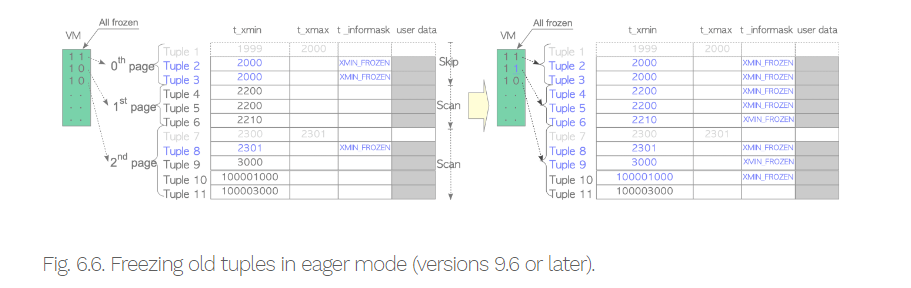 All frozen
VM
t_xmin t_xmax t_informask user data
1 1
1 0
1 0
. .
. .
. .
0th page
1st page
2nd page
Tuple 1 1999 2000
Tuple 2 2000 XMIN_FROZEN
Tuple 3 2000 XMIN_FROZEN
Tuple 4 2200
Tuple 5 2200
Tuple 6 2210
Tuple 7 2300 2301
Tuple 8 2301 XMIN_FROZEN
Tuple 9 3000
Tuple 10 100001000
Tuple 11 100003000
Skip
Scan
Scan
All frozen
VM
t_xmin t_xmax t_informask user data
1 1
1 1
1 0
. .
. .
. .
Tuple 1 1999 2000
Tuple 2 2000 XMIN_FROZEN
Tuple 3 2000 XMIN_FROZEN
Tuple 4 2200 XMIN_FROZEN
Tuple 5 2200 XMIN_FROZEN
Tuple 6 2210 XMIN_FROZEN
Tuple 7 2300 2301
Tuple 8 2301 XMIN_FROZEN
Tuple 9 3000 XMIN_FROZEN
Tuple 10 100001000 XMIN_FROZEN
Tuple 11 100003000
Fig. 6.6. Freezing old tuples in eager mode (versions 9.6 or later).